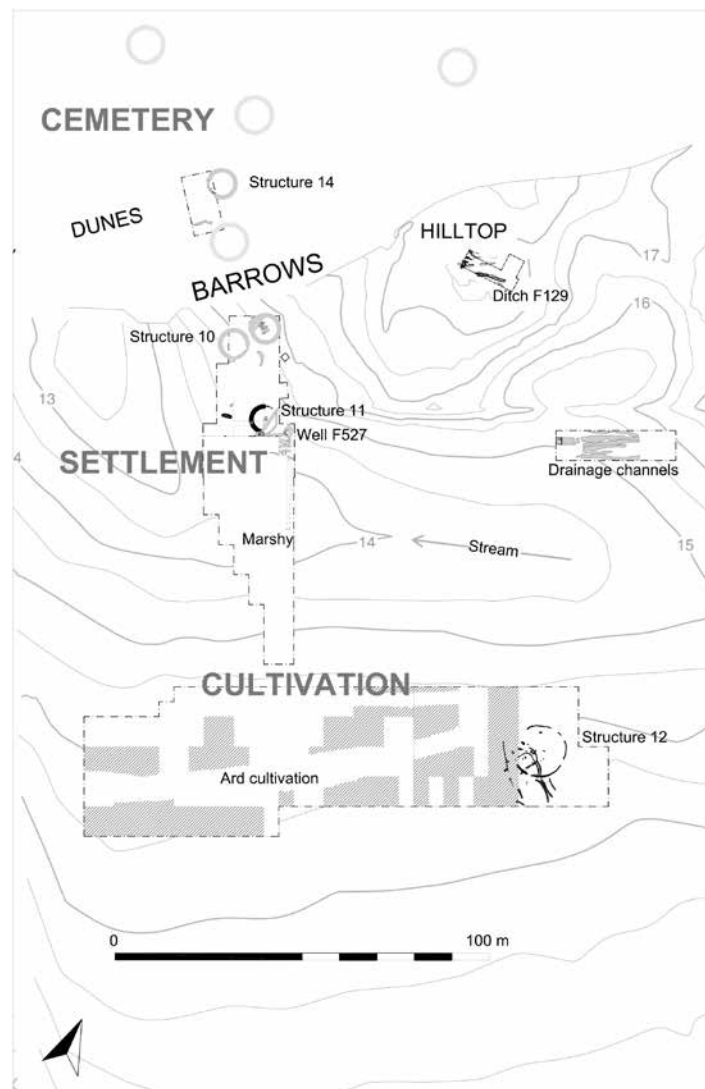 CEMETERY
Structure 14
DUNES
HILLTOP
17
BARROWS
Ditch F129
16
Structure 10
13
Structure 11
Well F527
SETTLEMENT
4
Drainage channels
Marshy
14
Stream
15
CULTIVATION
Structure 12
Ard cultivation
0
100 m